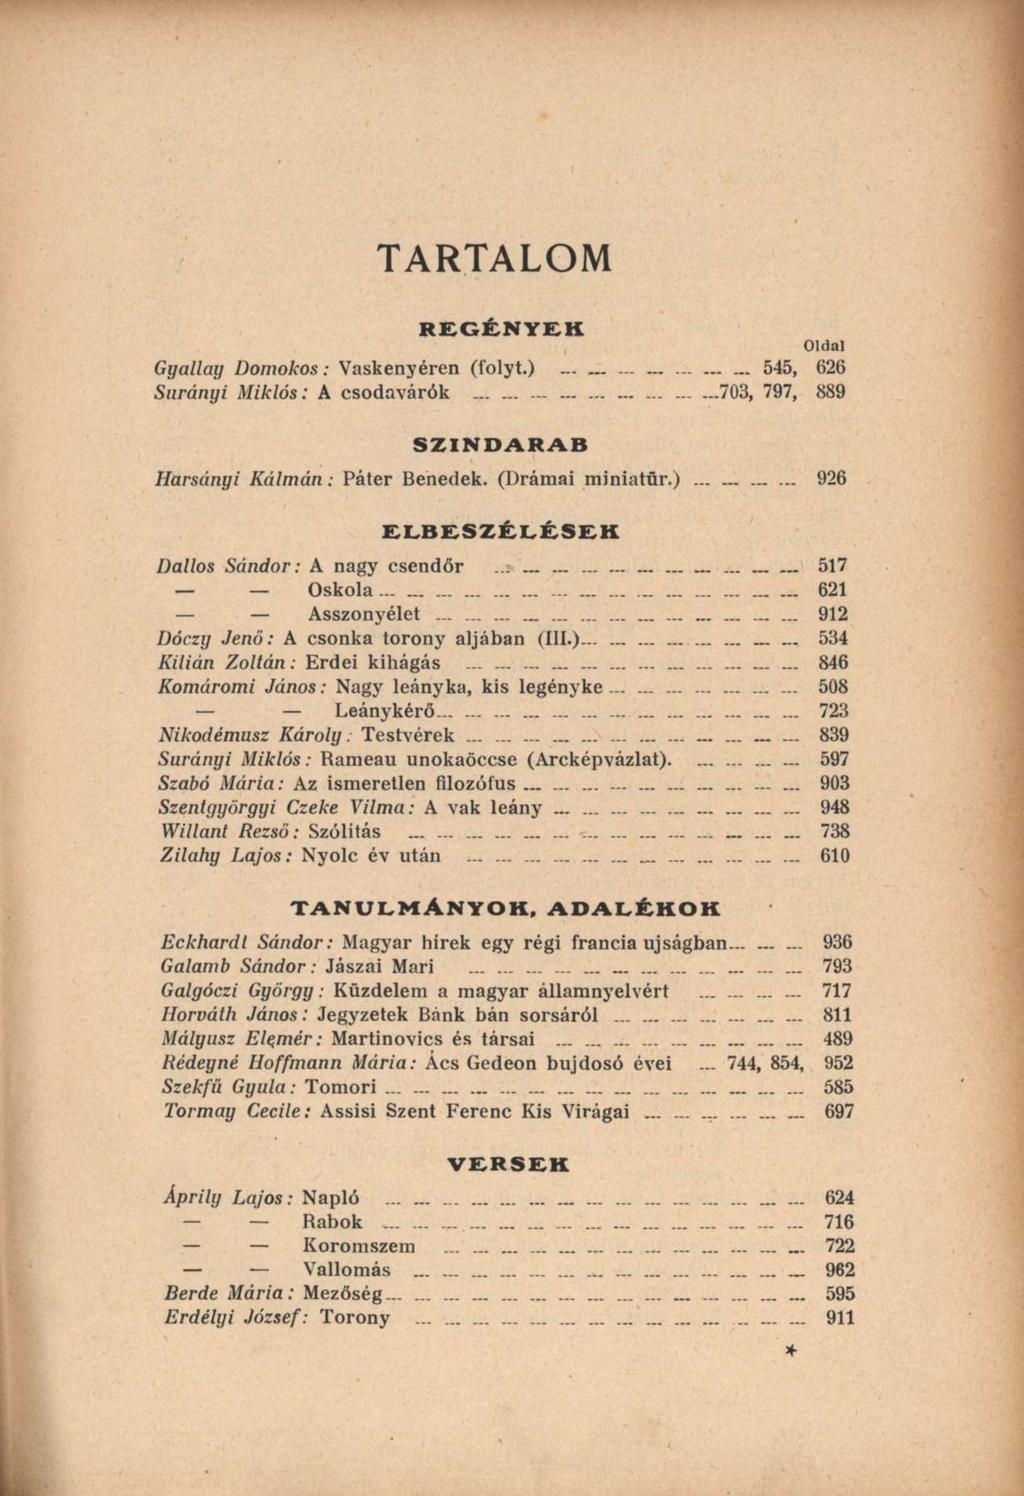 TARTALOM
REGÉNYEK
Oldal
Gyallay Domokos: Vaskenyéren (folyt.) 545, 626
Surányi Miklós: A csodavárók 703, 797, 889
SZINDARAB
Harsányi Kálmán: Páter Benedek. (Drámai miniatűr.) 926
ELBESZÉLÉSEK
Dallos Sándor: A nagy csendőr 517
— — Oskola 621
— — Asszonyélet 912
Dóczy Jenő: A csonka torony aljában (III.) 534
Kilián Zoltán: Erdei kihágás 846
Komáromi János: Nagy leányka, kis legényke 508
— — Leánykérő 723
Nikodémusz Károly: Testvérek 839
Surányi Miklós: Rameau unokaöccse (Arcképvázlat). 597
Szabó Mária: Az ismeretlen filozófus 903
Szentgyörgyi Czeke Vilma: A vak leány 948
Willant Rezső: Szólítás 738
Zilahy Lajos: Nyolc év után 610
TANULMÁNYOK, ADALÉKOK
Eckhardt Sándor: Magyar hírek egy régi francia ujságban 936
Galamb Sándor: Jászai Mari 793
Galgóczi György: Küzdelem a magyar államnyelvért 717
Horváth János: Jegyzetek Bánk bán sorsáról 811
Mályusz Elemér: Martinovics és társai 489
Rédeyné Hoffmann Mária: Ács Gedeon bujdosó évei 744, 854, 952
Szekfű Gyula: Tomori 585
Tormay Cecile: Assisi Szent Ferenc Kis Virágai 697
VERSEK
Áprily Lajos: Napló 624
— — Rabok 716
— — Koromszem 722
— — Vallomás 962
Berde Mária: Mezőség 595
Erdélyi József: Torony 911
*